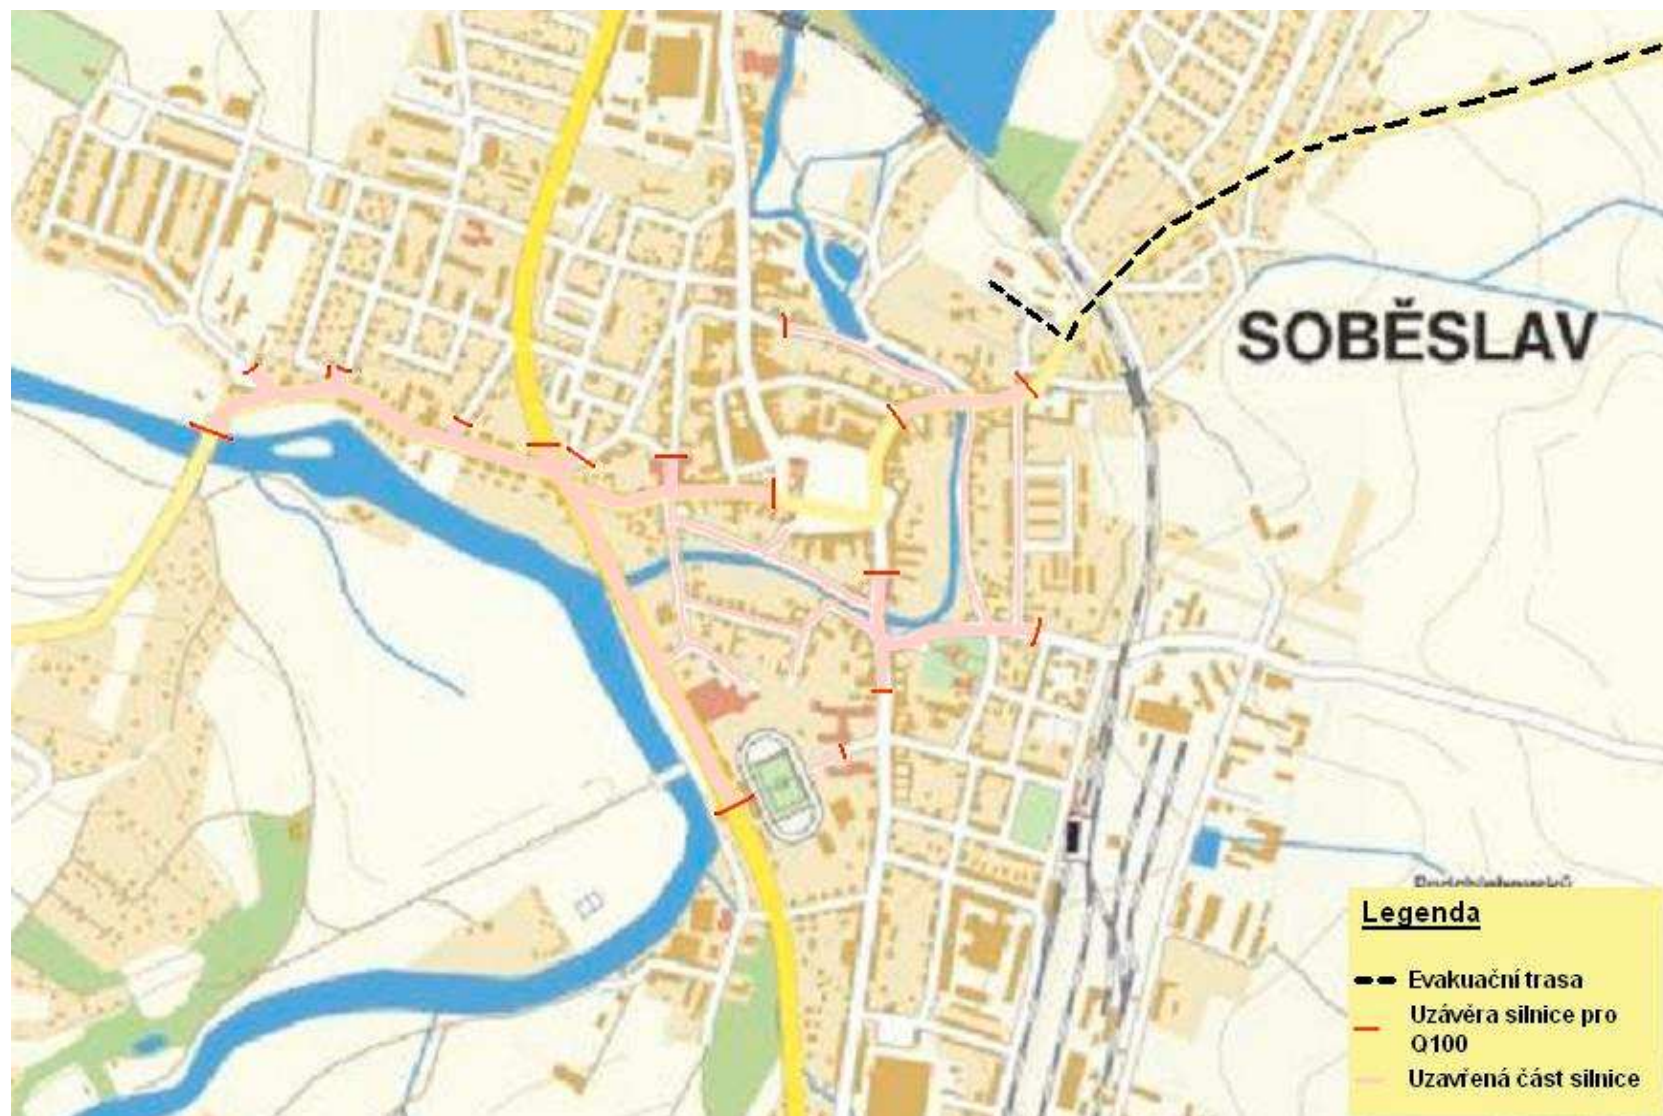 SOBĚSLAV
Legenda
Evakuační trasa
Uzávěra silnice pro
Q100
Uzavřená část silnice